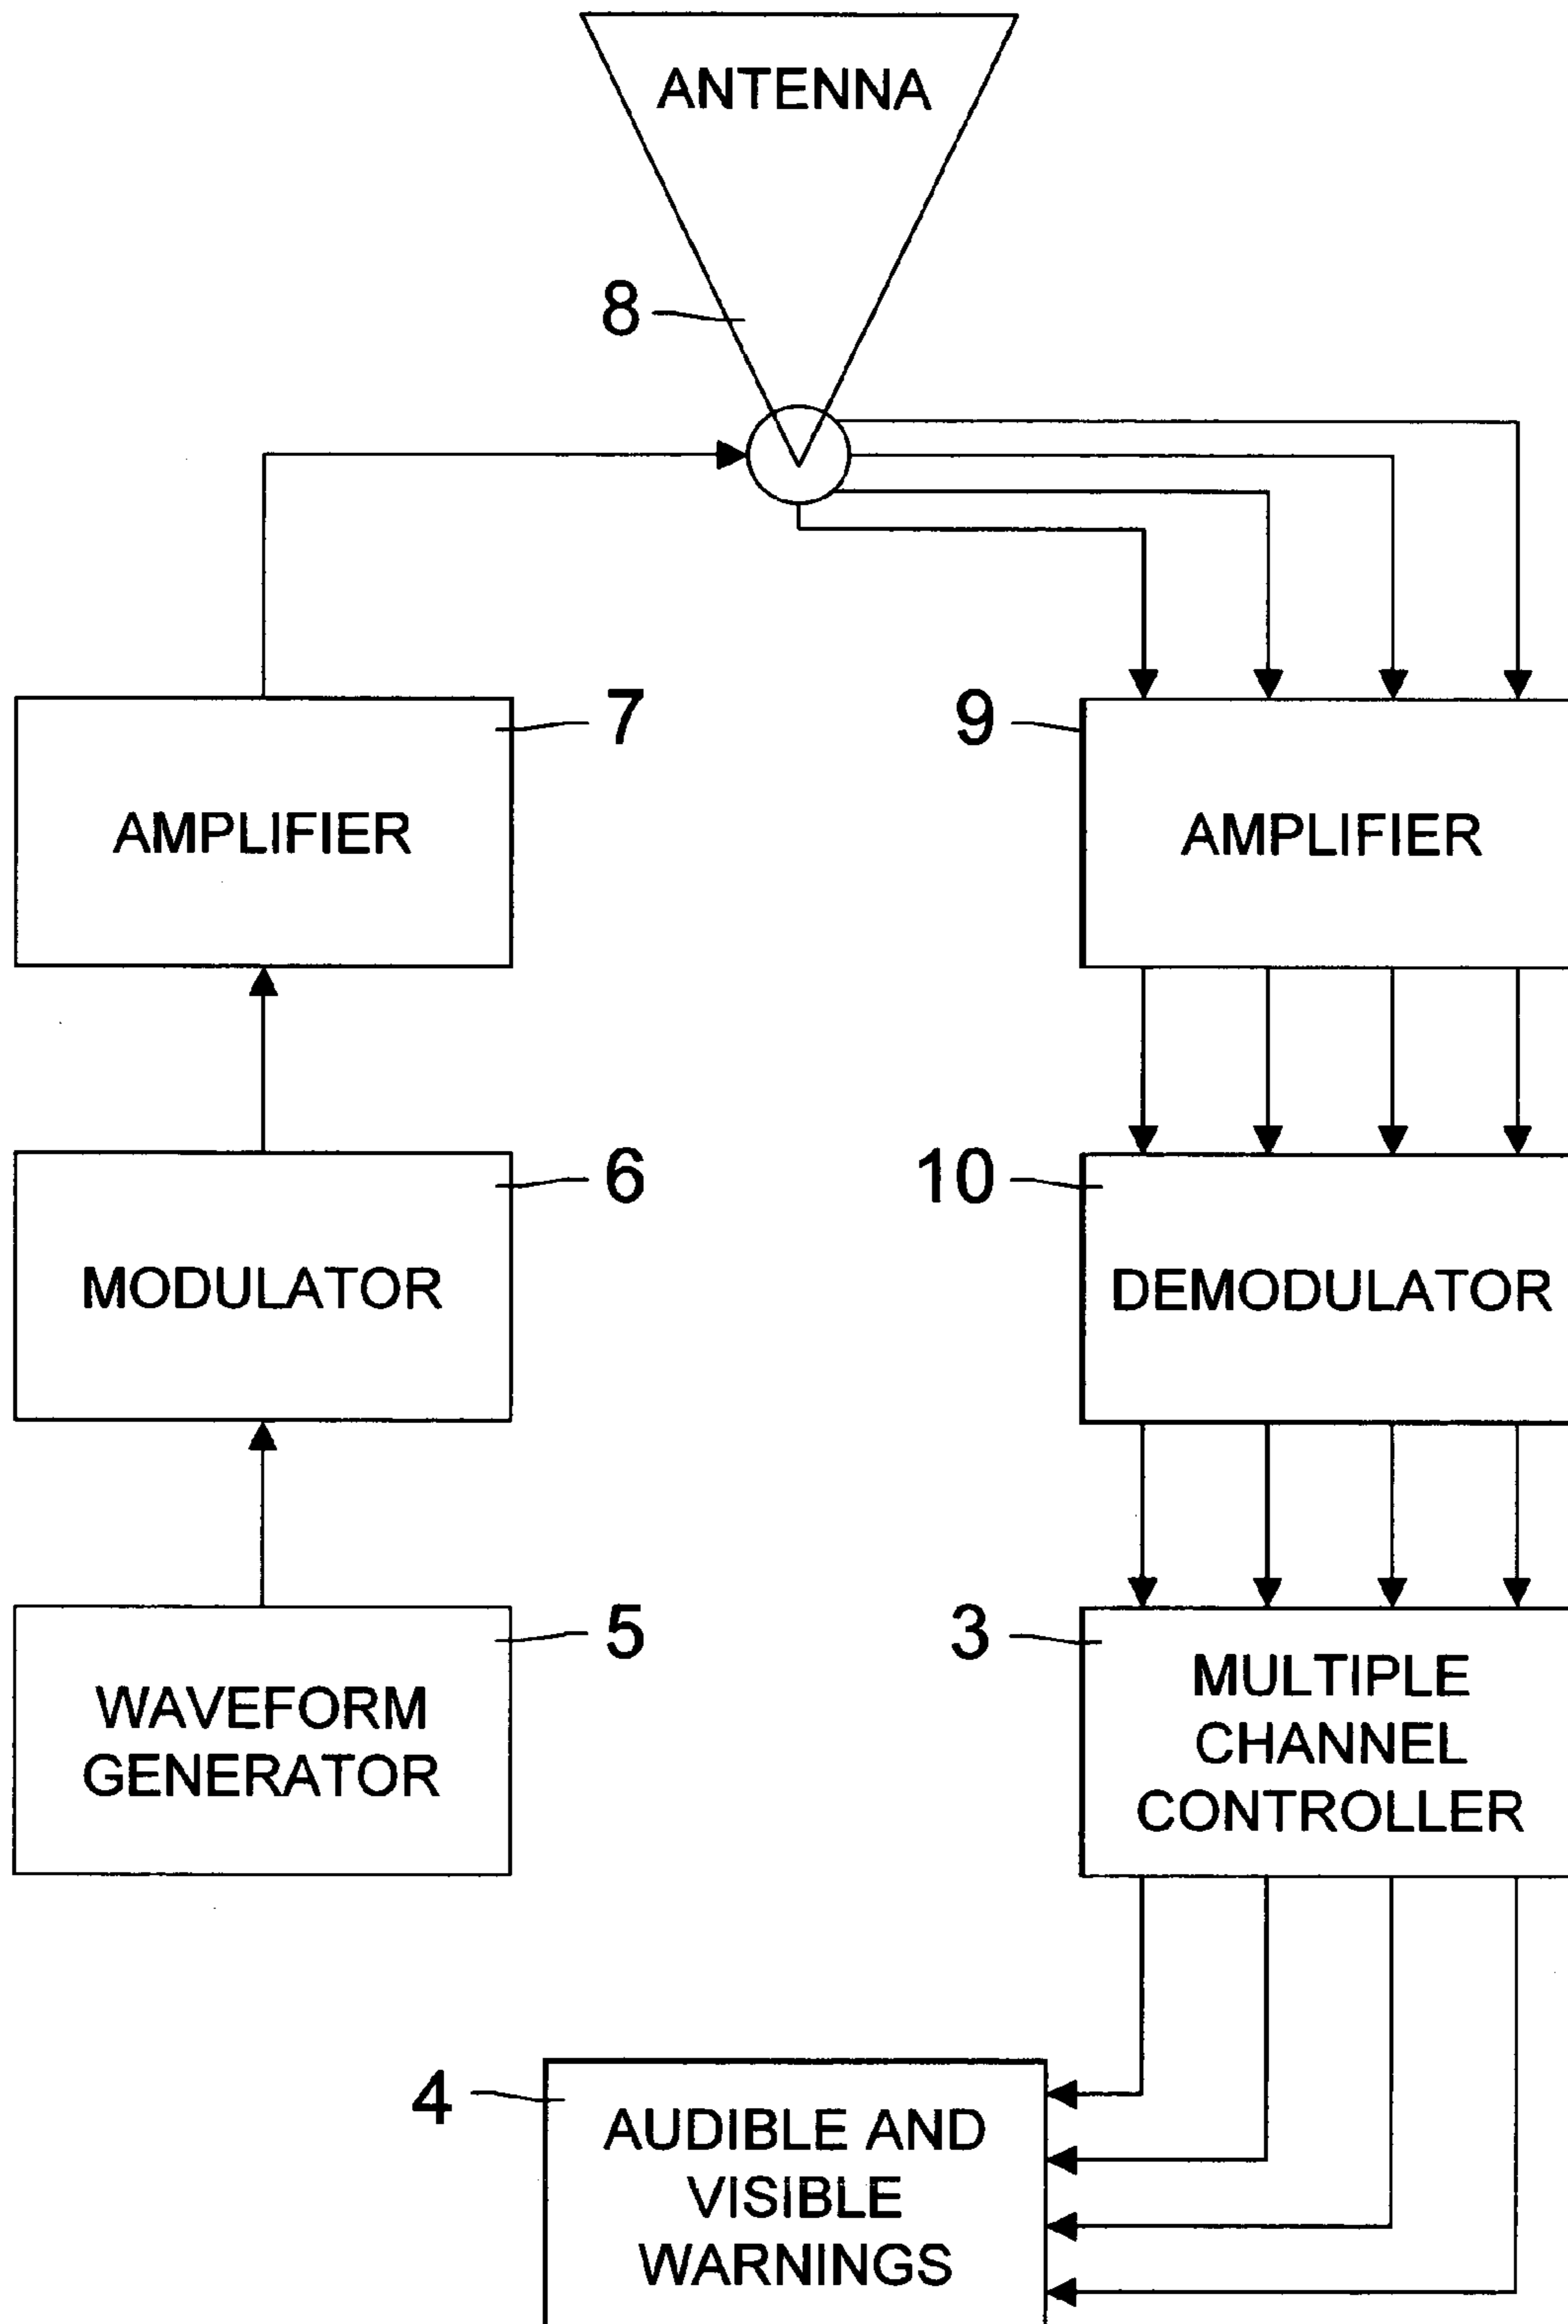 ANTENNA
8
7
9
AMPLIFIER
AMPLIFIER
6
10
MODULATOR
DEMODULATOR
5
3
WAVEFORM
GENERATOR
MULTIPLE
CHANNEL
CONTROLLER
4
AUDIBLE AND
VISIBLE
WARNINGS